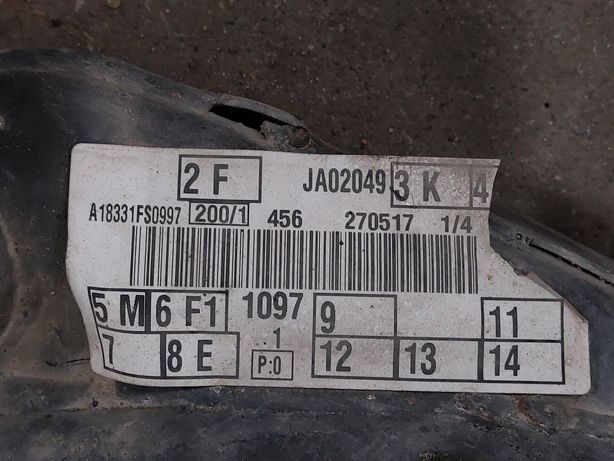 2 F JA02049 3 K 4
A18331FS0997 200/1 456 270517 1/4
5 M 6 F1 1097 9 11
7 8 E 1 12 13 14
P:0